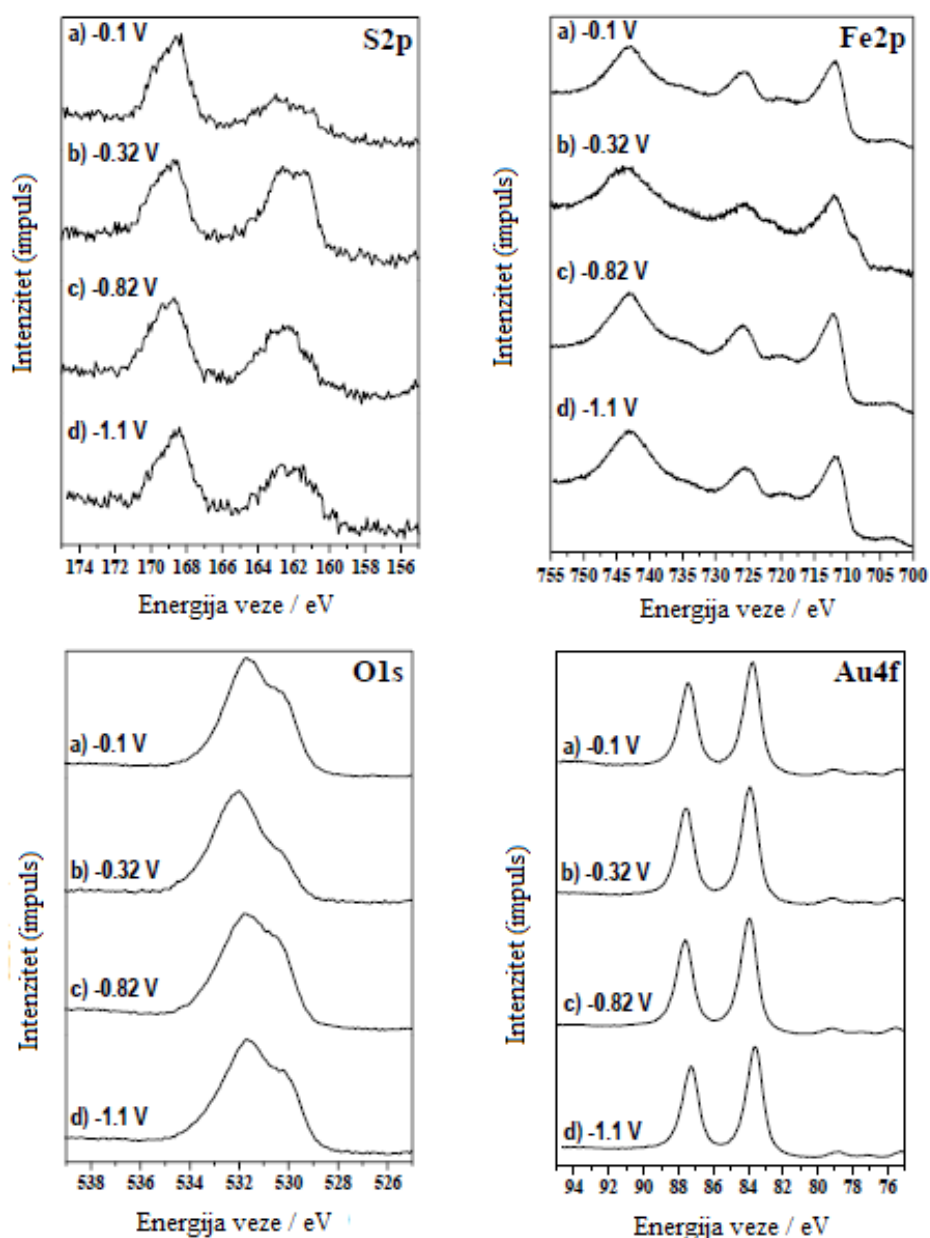 S2p
a) -0.1 V
b) -0.32 V
c) -0.82 V
d) -1.1 V
Intenzitet (impuls)
174 172 170 168 166 164 162 160 158 156
Energija veze / eV
Fe2p
a) -0.1 V
b) -0.32 V
c) -0.82 V
d) -1.1 V
Intenzitet (impuls)
755 750 745 740 735 730 725 720 715 710 705 700
Energija veze / eV
O1s
a) -0.1 V
b) -0.32 V
c) -0.82 V
d) -1.1 V
Intenzitet (impuls)
538 536 534 532 530 528 526
Energija veze / eV
Au4f
a) -0.1 V
b) -0.32 V
c) -0.82 V
d) -1.1 V
Intenzitet (impuls)
94 92 90 88 86 84 82 80 78 76
Energija veze / eV